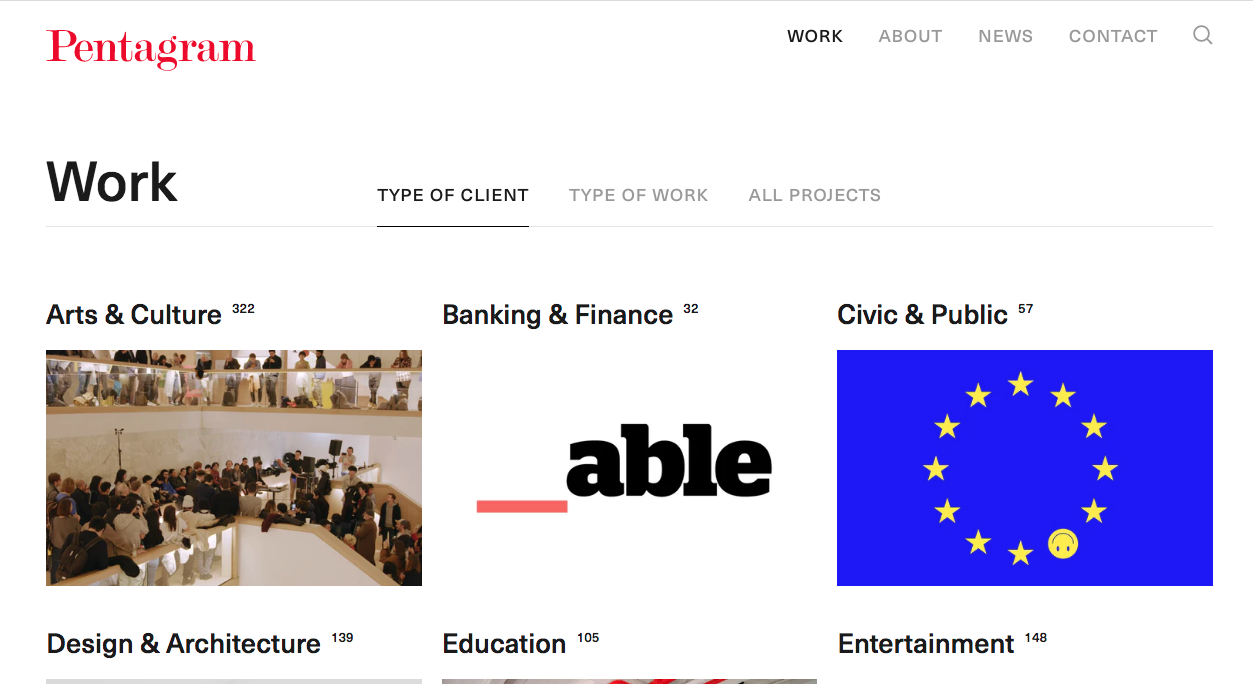 Pentagram
WORK ABOUT NEWS CONTACT
Work
TYPE OF CLIENT TYPE OF WORK ALL PROJECTS
Arts & Culture 322
Banking & Finance 32
Civic & Public 57
able
Design & Architecture 139
Education 105
Entertainment 148